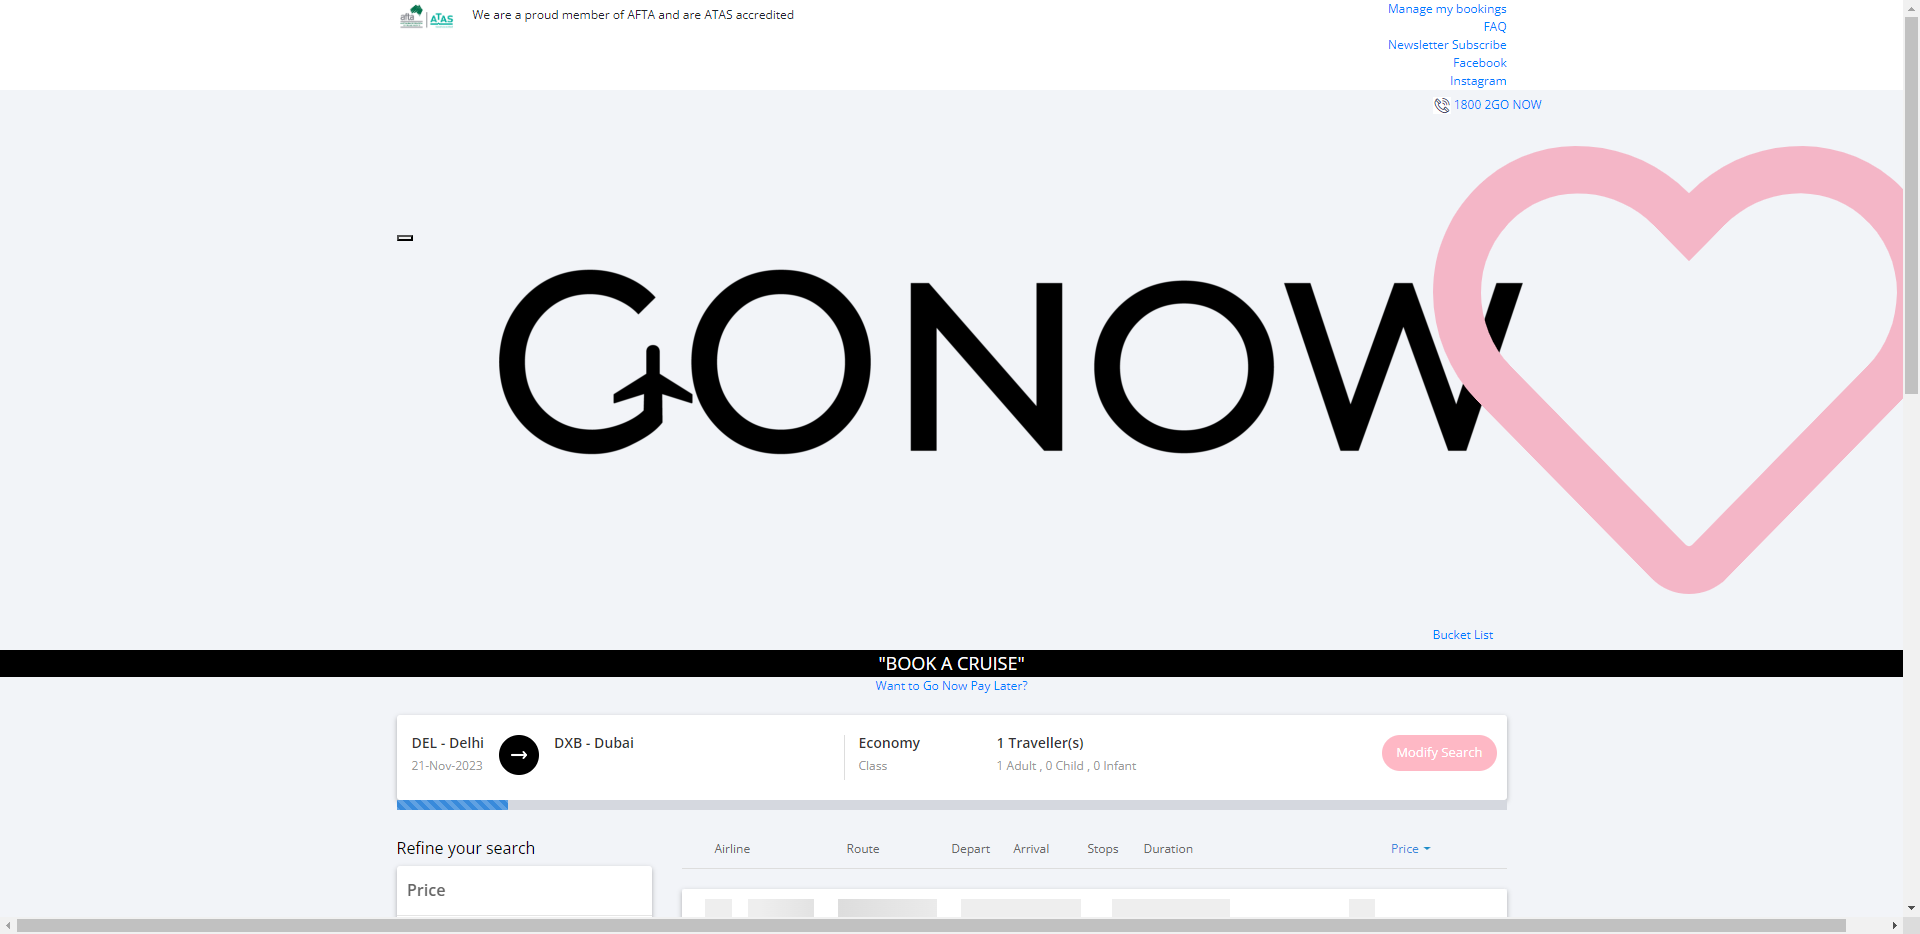 afta ATAS
We are a proud member of AFTA and are ATAS accredited
Manage my bookings
FAQ
Newsletter Subscribe
Facebook
Instagram
1800 2GO NOW
GONOW
Bucket List
"BOOK A CRUISE"
Want to Go Now Pay Later?
DEL - Delhi
21-Nov-2023
DXB - Dubai
Economy
Class
1 Traveller(s)
1 Adult , 0 Child , 0 Infant
Modify Search
Refine your search
Airline Route Depart Arrival Stops Duration Price
Price